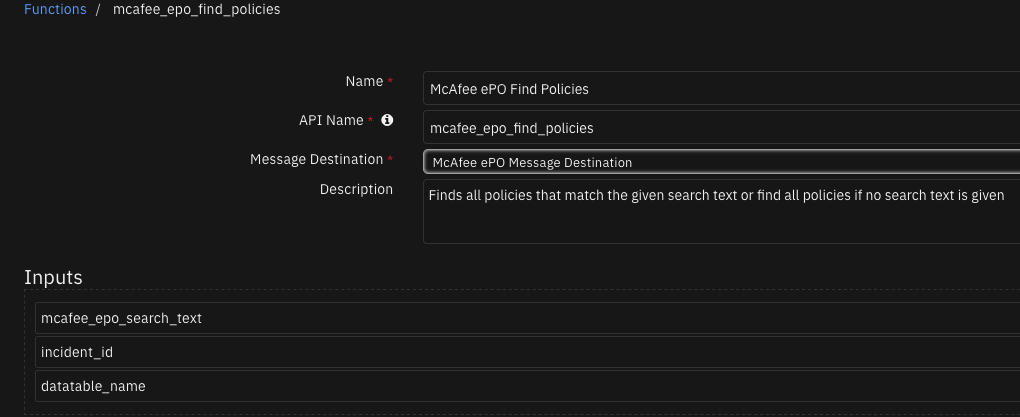 Functions / mcafee_epo_find_policies
Name * McAfee ePO Find Policies
API Name * mcafee_epo_find_policies
Message Destination * McAfee ePO Message Destination
Description Finds all policies that match the given search text or find all policies if no search text is given
Inputs
mcafee_epo_search_text
incident_id
datatable_name